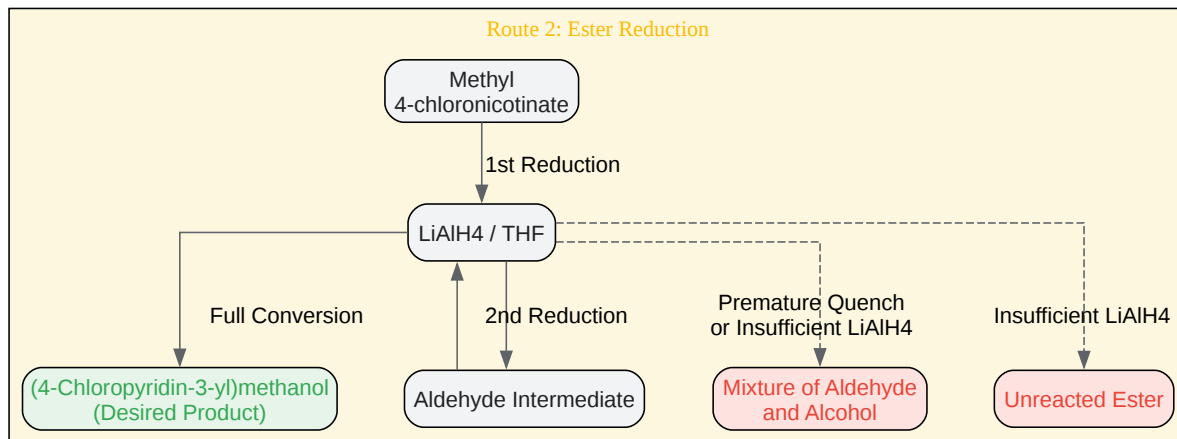 Route 2: Ester Reduction
Methyl
4-chloronicotinate
1st Reduction
LiAlH4 / THF
Full Conversion
2nd Reduction
Premature Quench
or Insufficient LiAlH4
Insufficient LiAlH4
(4-Chloropyridin-3-yl)methanol
(Desired Product)
Aldehyde Intermediate
Mixture of Aldehyde
and Alcohol
Unreacted Ester